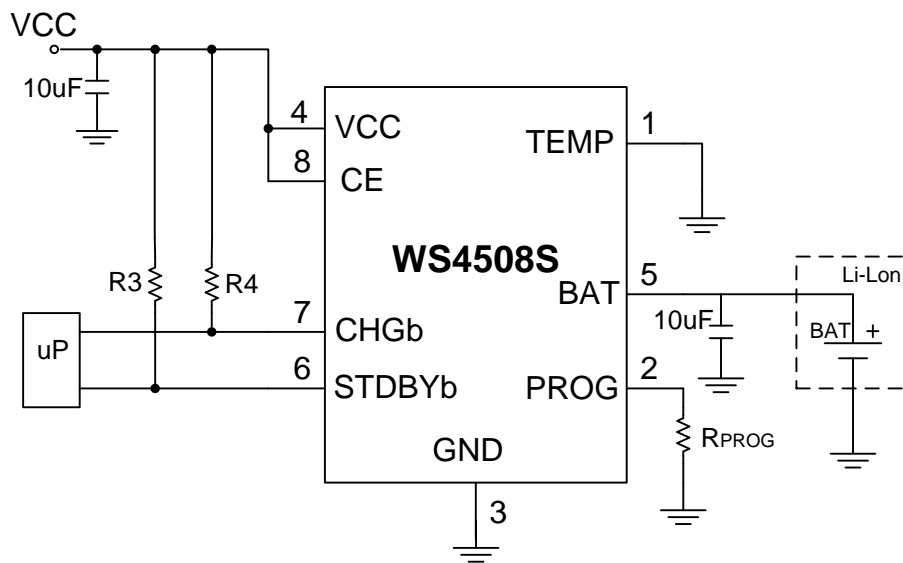 VCC
10uF
4
VCC
TEMP
1
8
CE
WS4508S
R3
R4
BAT
5
Li-Lon
10uF
BAT
+
7
CHGb
uP
6
STDBYb
PROG
2
RPROG
GND
3